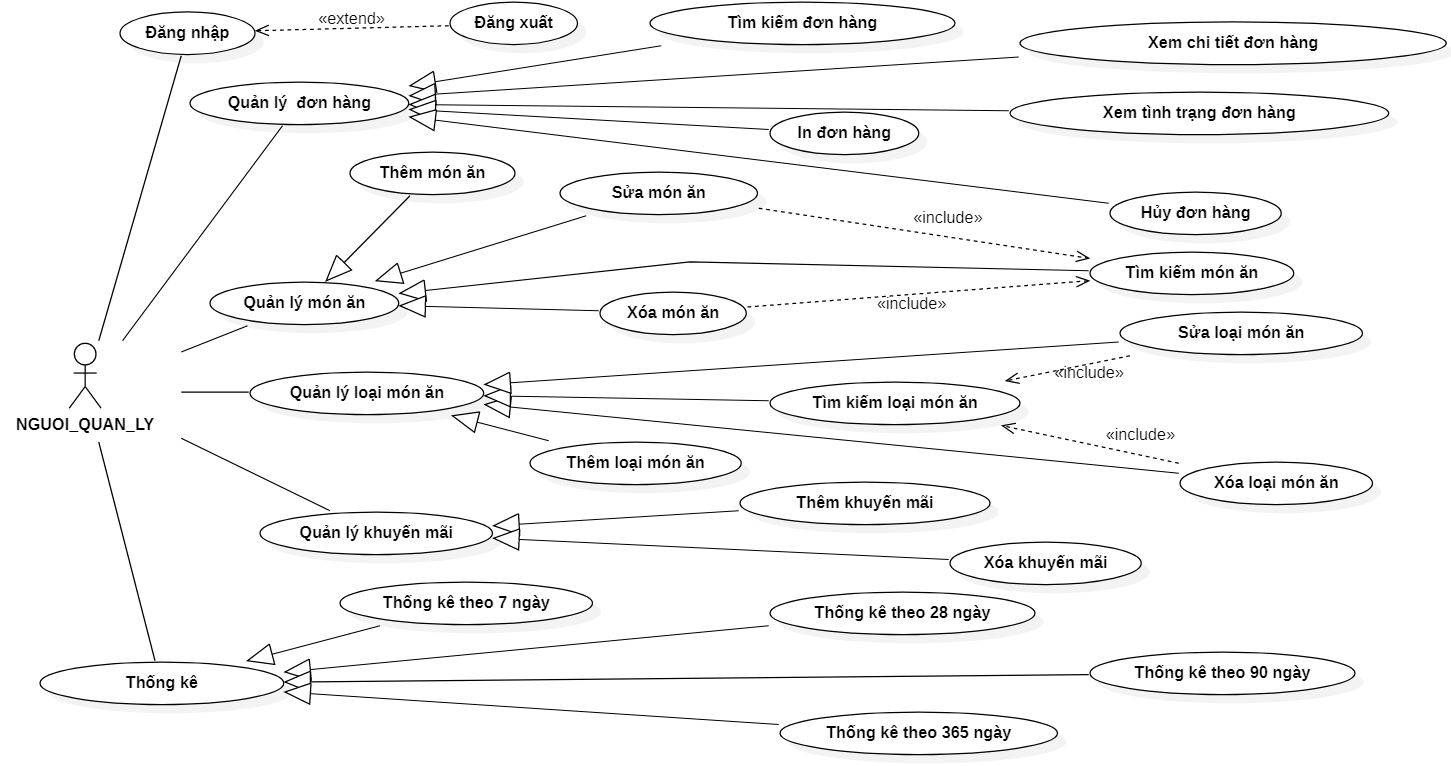 «extend»
Đăng xuất
Tìm kiếm đơn hàng
Đăng nhập
Xem chi tiết đơn hàng
Quản lý  đơn hàng
Xem tình trạng đơn hàng
In đơn hàng
Thêm món ăn
Sửa món ăn
Hủy đơn hàng
«include»
Tìm kiếm món ăn
Quản lý món ăn
«include»
Xóa món ăn
Sửa loại món ăn
«include»
Quản lý loại món ăn
Tìm kiếm loại món ăn
NGUOI_QUAN_LY
«include»
Thêm loại món ăn
Xóa loại món ăn
Thêm khuyến mãi
Quản lý khuyến mãi
Xóa khuyến mãi
Thống kê theo 7 ngày
Thống kê theo 28 ngày
Thống kê theo 90 ngày
Thống kê
Thống kê theo 365 ngày